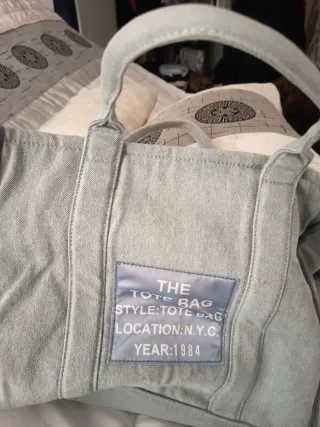 THE
TOTE BAG
STYLE:TOTE BAG
LOCATION:N.Y.C.
YEAR:1984